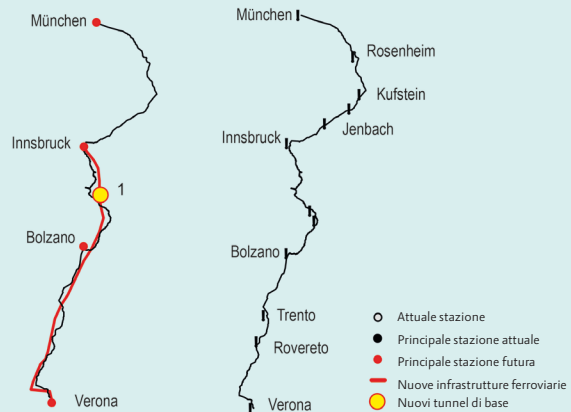 München
Innsbruck
1
Bolzano
Verona
München
Rosenheim
Kufstein
Jenbach
Innsbruck
Bolzano
Trento
Rovereto
Verona
Attuale stazione
Principale stazione attuale
Principale stazione futura
Nuove infrastrutture ferroviarie
Nuovi tunnel di base